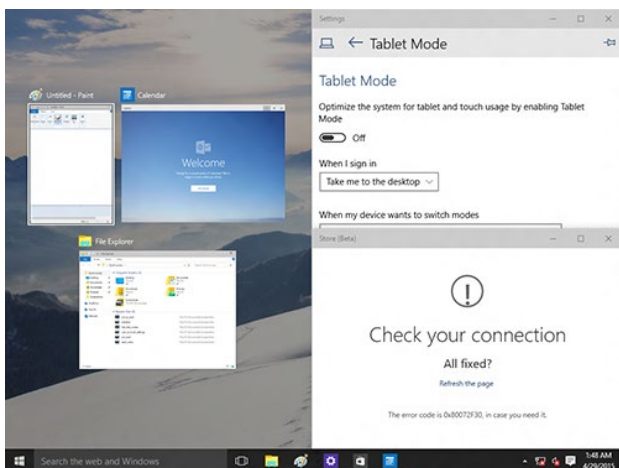 Untitled - Paint
Calendar
Welcome
File Explorer
Settings
Tablet Mode
Tablet Mode
Optimize the system for tablet and touch usage by enabling Tablet
Mode
Off
When I sign in
Take me to the desktop
When my device wants to switch modes
Store (Beta)
Check your connection
All fixed?
Refresh the page
The error code is 0x80072F30, in case you need it.
Search the web and Windows
1:48 AM
4/29/2015